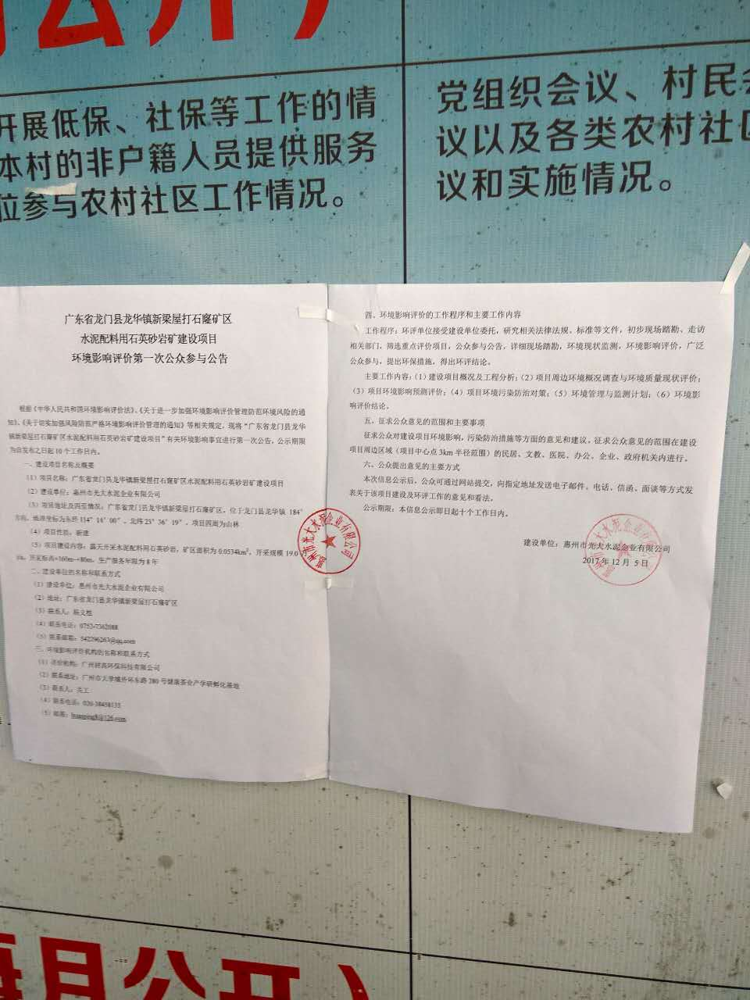 公开）
开展低保、社保等工作的情
本村的非户籍人员提供服务
位参与农村社区工作情况。
党组织会议、村民会
议以及各类农村社区
议和实施情况。
广东省龙门县龙华镇新梁屋打石窿矿区
水泥配料用石英砂岩矿建设项目
环境影响评价第一次公众参与公告
根据《中华人民共和国环境影响评价法》、《关于进一步加强环境影响评价管理防范环境风险的通
知》、《关于切实加强风险防范严格环境影响评价管理的通知》等相关规定，现将“广东省龙门县龙华
镇新梁屋打石窿矿区水泥配料用石英砂岩矿建设项目”有关环境影响事宜进行第一次公告，公示期限
为自发布之日起 10 个工作日内。
一、建设项目名称及概要
（1）项目名称：广东省龙门县龙华镇新梁屋打石窿矿区水泥配料用石英砂岩矿建设项目
（2）建设单位：惠州市光大水泥企业有限公司
（3）项目地址及四至情况：广东省龙门县龙华镇新梁屋打石窿矿区，位于龙门县龙华镇 184°
方向，地理坐标为东经 114° 14′ 00″，北纬 23° 36′ 19″，项目四周为山林
（4）项目性质：新建
（5）项目建设内容：露天开采水泥配料用石英砂岩，矿区面积为 0.0534km²，开采规模 19.0 万
开采标高+160m~+80m，生产服务年限为 8 年
二、建设单位的名称和联系方式
（1）建设单位：惠州市光大水泥企业有限公司
（2）地址：广东省龙门县龙华镇新梁屋打石窿矿区
（3）联系人：
（4）联系电话：0752-7362088
（5）联系邮箱：542296263@qq.com
三、环境影响评价机构的名称和联系方式
（1）评价机构：广州 环保科技有限公司
（2）联系地址：广州市大学城外环东路 280 号健康茶业产学研孵化基地
（3）联系人：关工
（4）联系电话：020-38458135
（5）邮箱：
四、环境影响评价的工作程序和主要工作内容
工作程序：环评单位接受建设单位委托，研究相关法律法规、标准等文件，初步现场踏勘、走访
相关部门，筛选重点评价项目，公众参与公告，详细现场踏勘，环境现状监测，环境影响评价，广泛
公众参与，提出环保措施，得出环评结论。
主要工作内容：（1）建设项目概况及工程分析；（2）项目周边环境概况调查与环境质量现状评价；
（3）项目环境影响预测评价；（4）项目环境污染防治对策；（5）环境管理与监测计划；（6）环境影
响评价结论。
五、征求公众意见的范围和主要事项
征求公众对建设项目环境影响，污染防治措施等方面的意见和建议。征求公众意见的范围在建设
项目周边区域（项目中心点 3km 半径范围）的民居、文教、医院、办公、企业、政府机关内进行。
六、公众提出意见的主要方式
本次信息公示后，公众可通过网站提交，向指定地址发送电子邮件、电话、信函、面谈等方式发
表关于该项目建设及环评工作的意见和看法。
公示期限：本信息公示即日起十个工作日内。
建设单位：惠州市光大水泥企业有限公司
2017 年 12 月 5 日
惠州市光大水泥企业有限公司
惠州市光大水泥企业有限公司
每月公开）